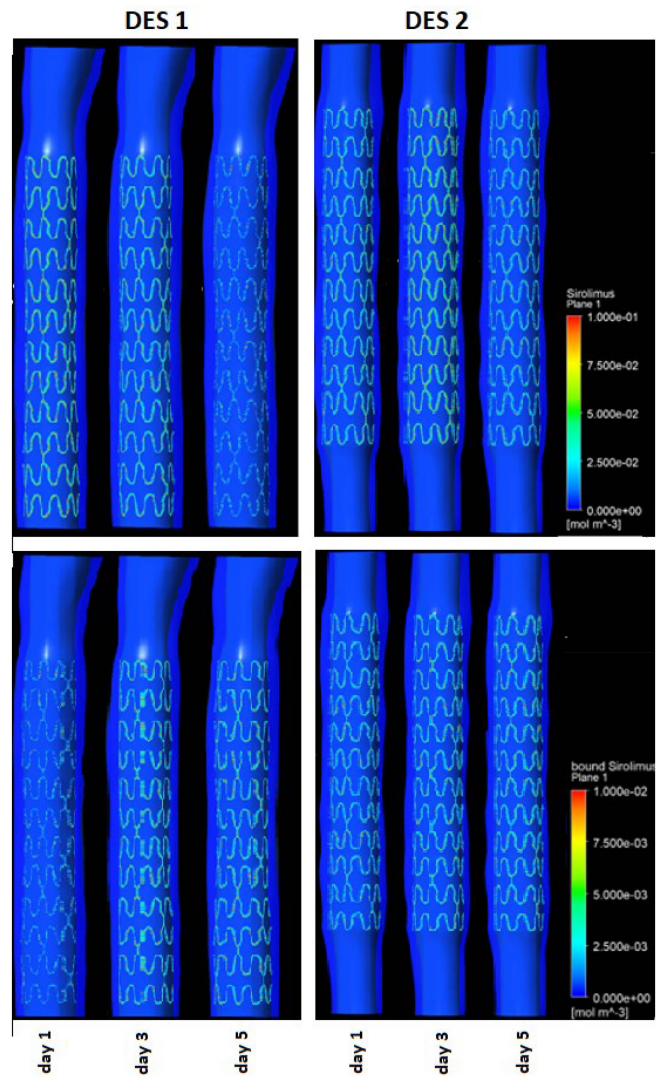 DES 1 DES 2
Sirolimus
Plane 1
1.000e-01
7.500e-02
5.000e-02
2.500e-02
0.000e+00
[mol m^-3]
bound Sirolimus
Plane 1
1.000e-02
7.500e-03
5.000e-03
2.500e-03
0.000e+00
[mol m^-3]
day 1 day 3 day 5 day 1 day 3 day 5